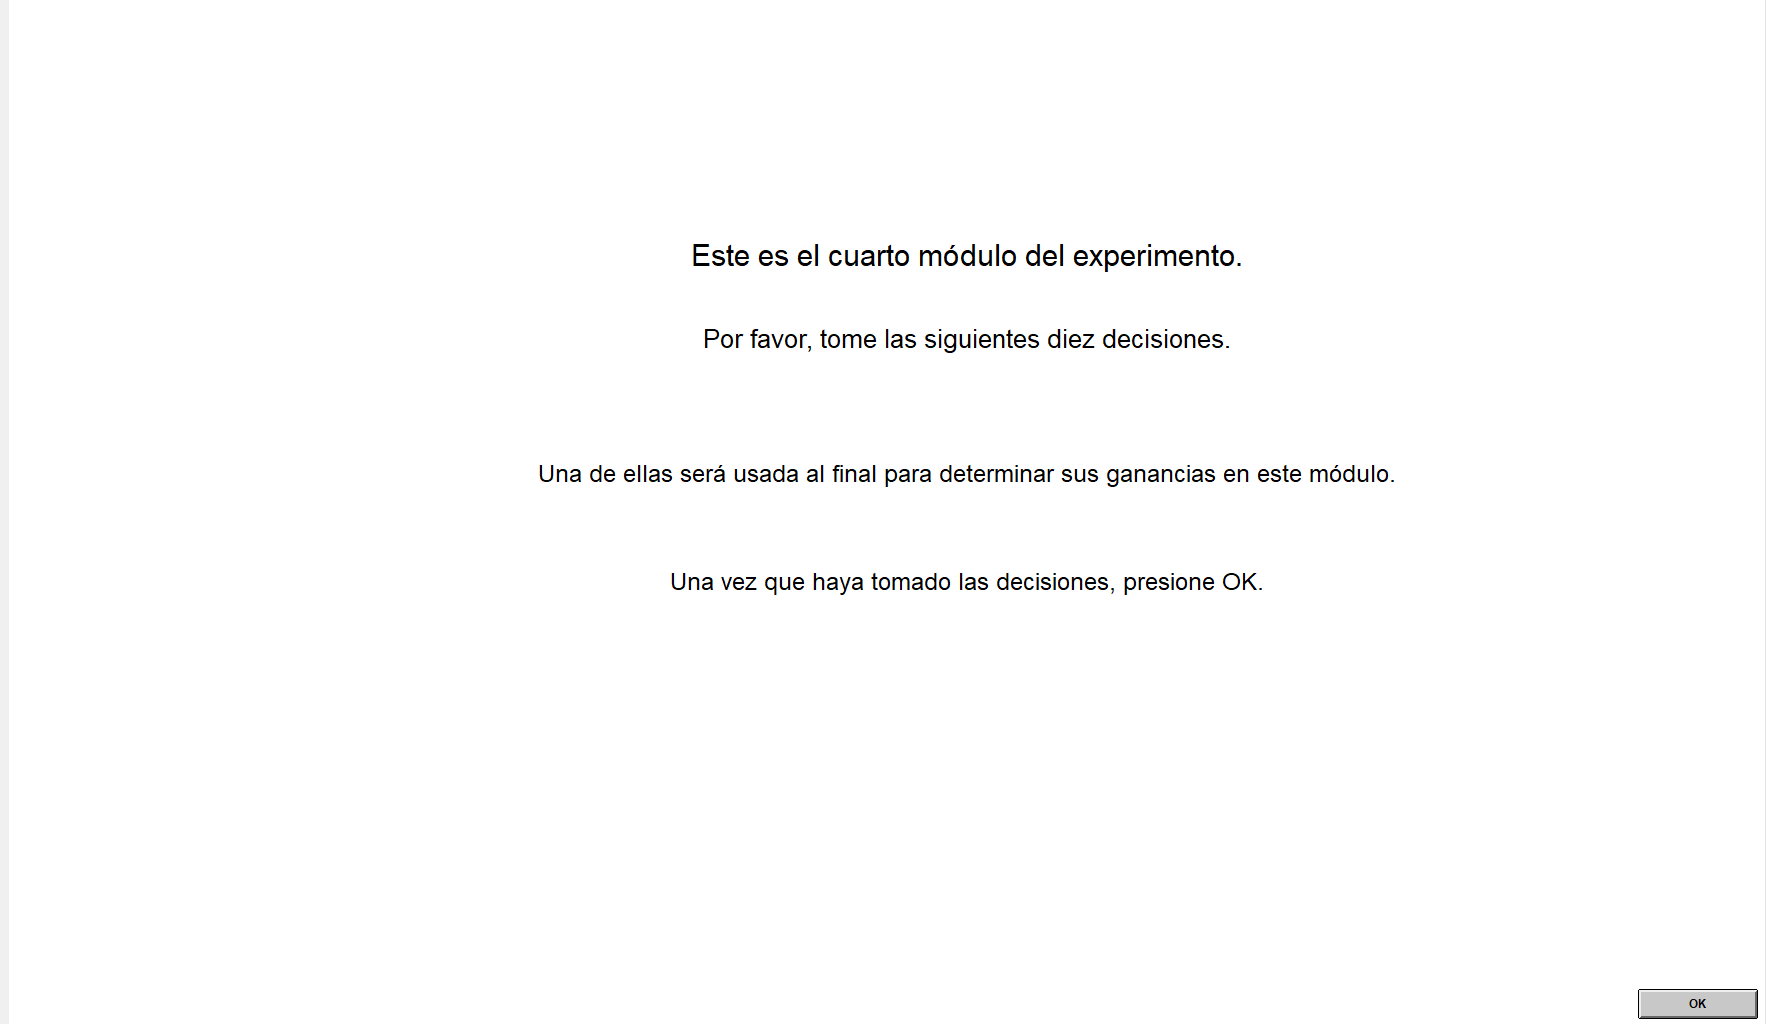 Este es el cuarto módulo del experimento.
Por favor, tome las siguientes diez decisiones.
Una de ellas será usada al final para determinar sus ganancias en este módulo.
Una vez que haya tomado las decisiones, presione OK.
OK